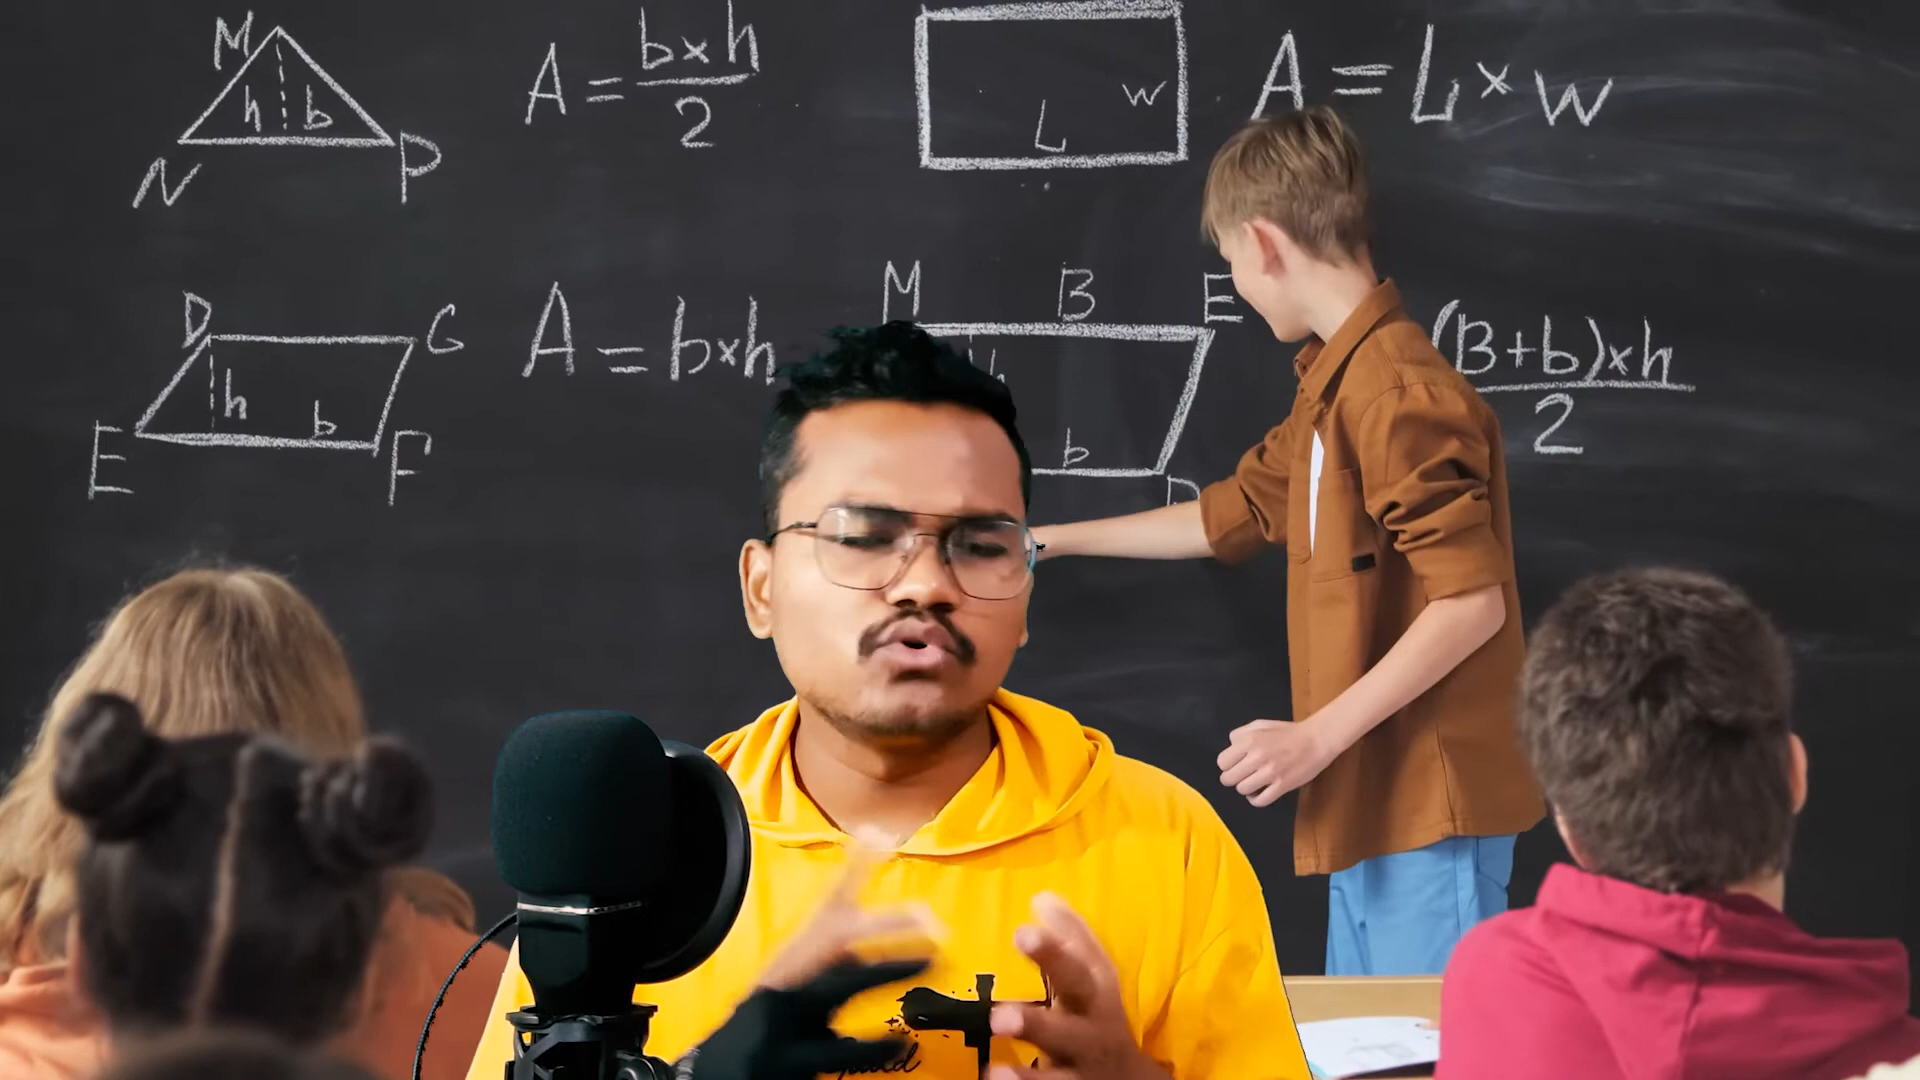 M
h b
N P
A = b×h
2
L w
A = L×w
D G
h b
E F
A = b×h
M B E
h
b
D
(B+b)×h
2